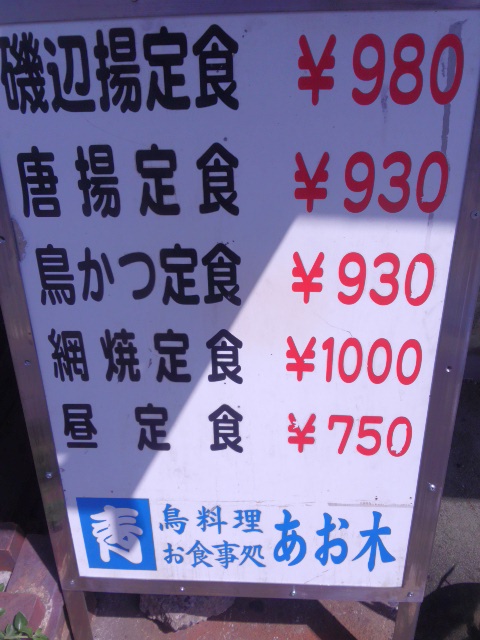 磯辺揚定食 ¥980
唐揚定食 ¥930
鳥かつ定食 ¥930
網焼定食 ¥1000
昼定食 ¥750
青 鳥料理
お食事処 あお木